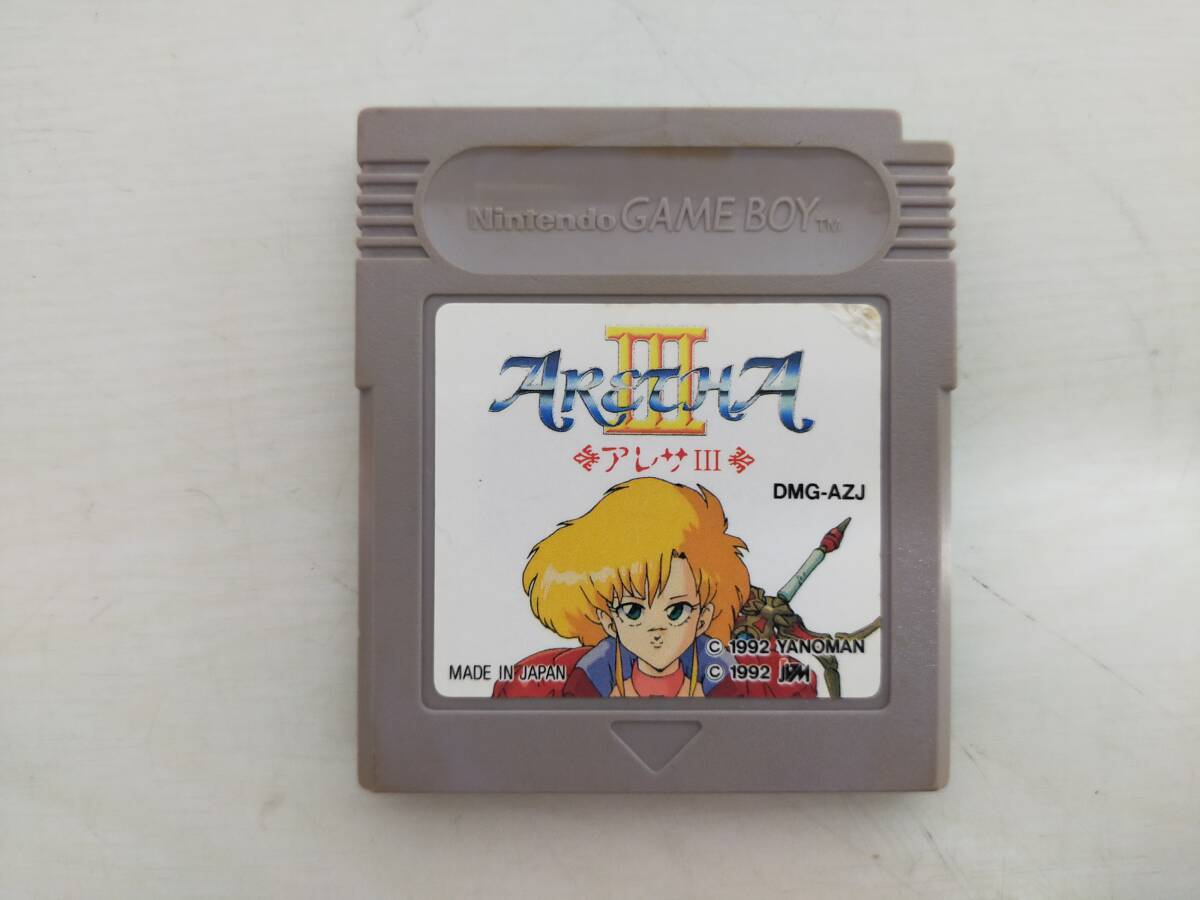 Nintendo GAME BOY TM
III
ARETHA
アレサIII
DMG-AZJ
© 1992 YANOMAN
MADE IN JAPAN
© 1992 JVM